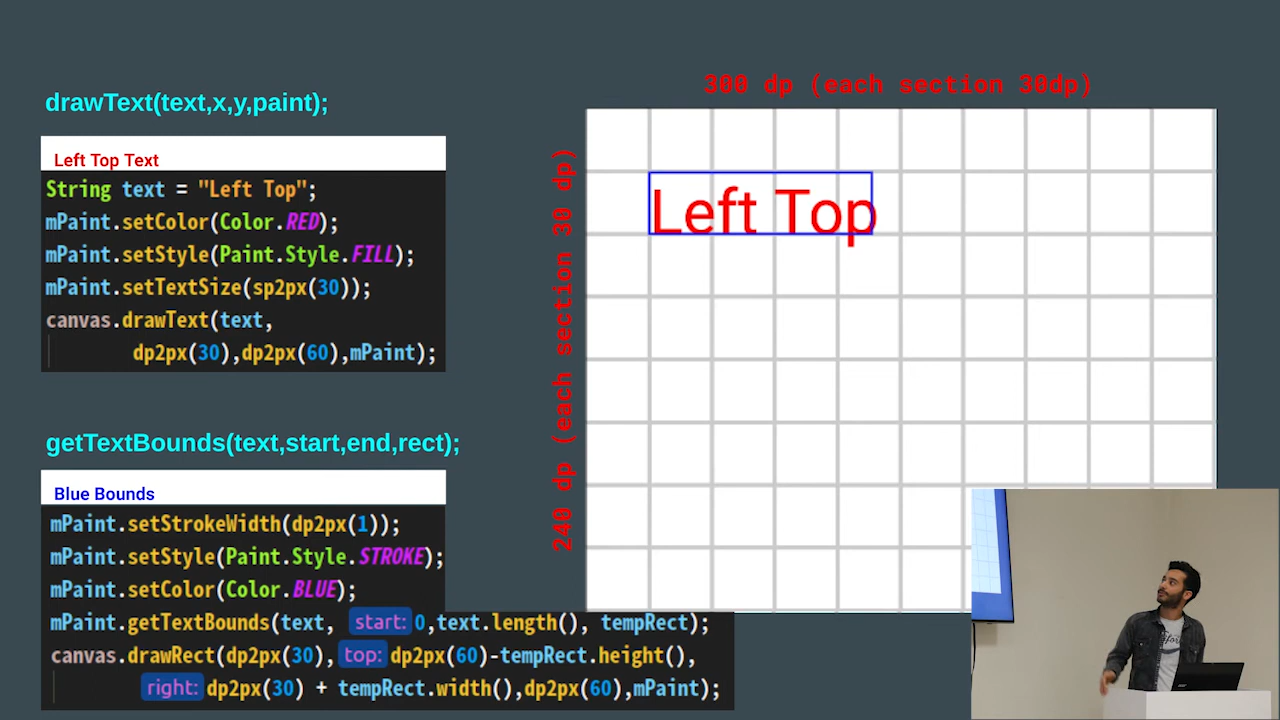 300 dp (each section 30dp)
drawText(text,x,y,paint);
Left Top Text
String text = "Left Top";
mPaint.setColor(Color.RED);
mPaint.setStyle(Paint.Style.FILL);
mPaint.setTextSize(sp2px(30));
canvas.drawText(text,
dp2px(30),dp2px(60),mPaint);
240 dp (each section 30 dp)
Left Top
getTextBounds(text,start,end,rect);
Blue Bounds
mPaint.setStrokeWidth(dp2px(1));
mPaint.setStyle(Paint.Style.STROKE);
mPaint.setColor(Color.BLUE);
mPaint.getTextBounds(text, start: 0,text.length(), tempRect);
canvas.drawRect(dp2px(30), top: dp2px(60)-tempRect.height(),
right: dp2px(30) + tempRect.width(),dp2px(60),mPaint);